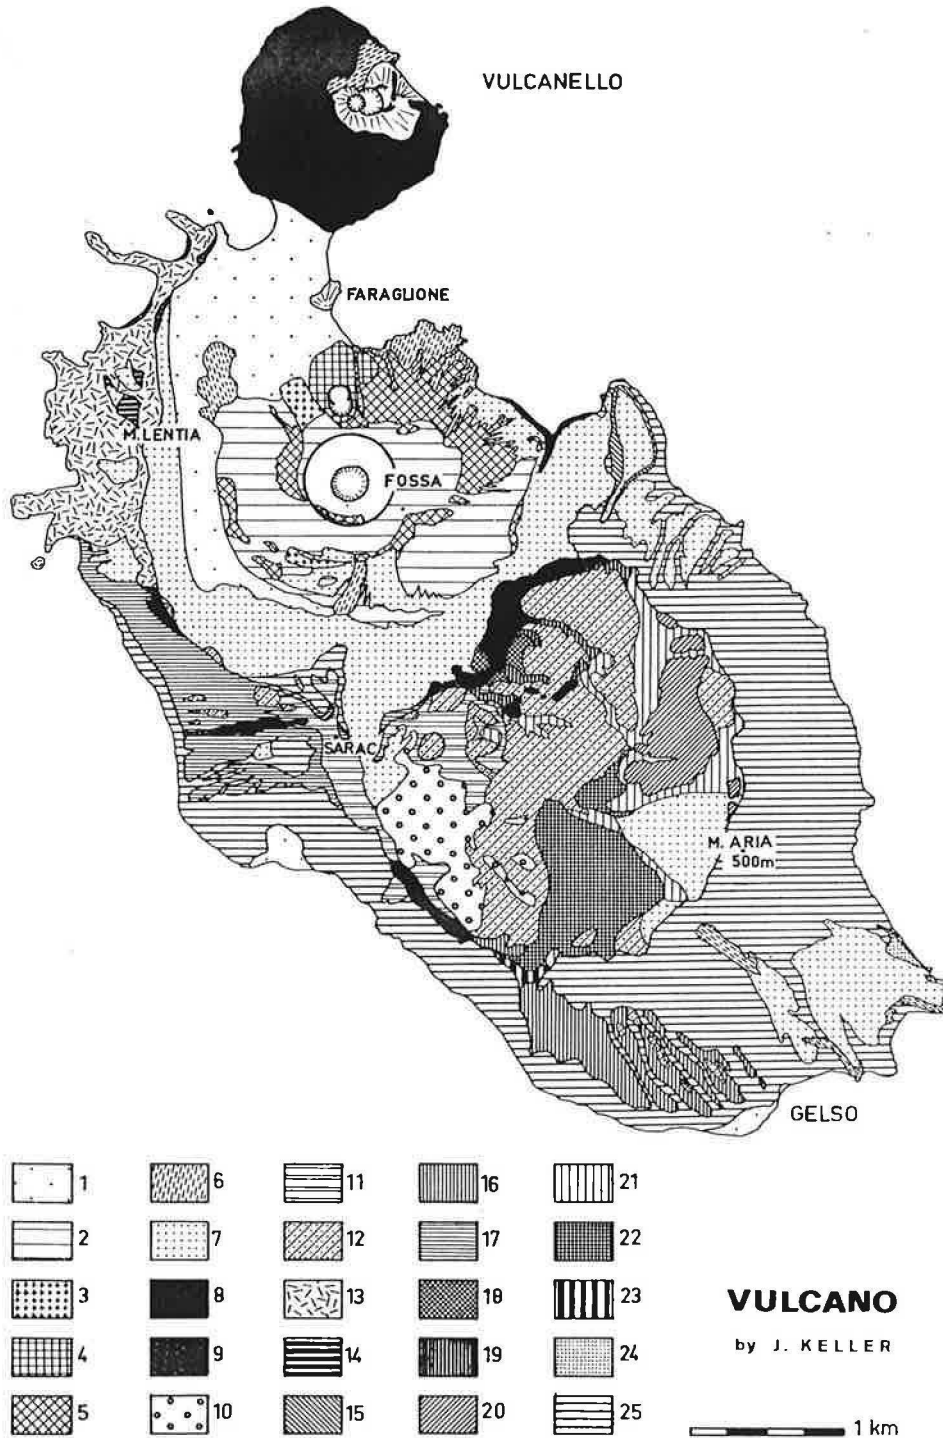 VULCANELLO
FARAGLIONE
M.LENTIA
FOSSA
SARAC.
M. ARIA
500m
GELSO
1 6 11 16 21
2 7 12 17 22
3 8 13 18 23
4 9 14 19 24
5 10 15 20 25
VULCANO
by J. KELLER
1 km